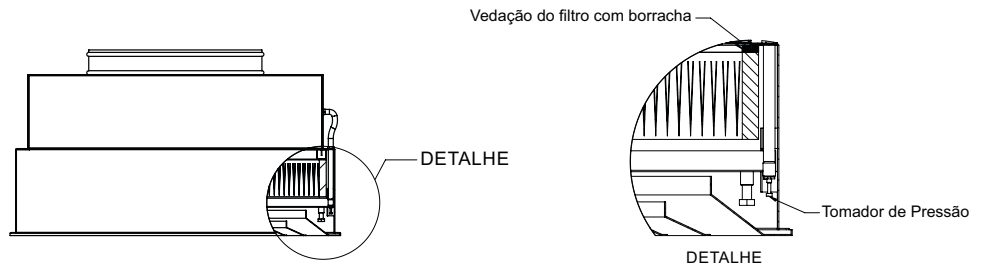 Vedação do filtro com borracha
DETALHE
Tomador de Pressão
DETALHE